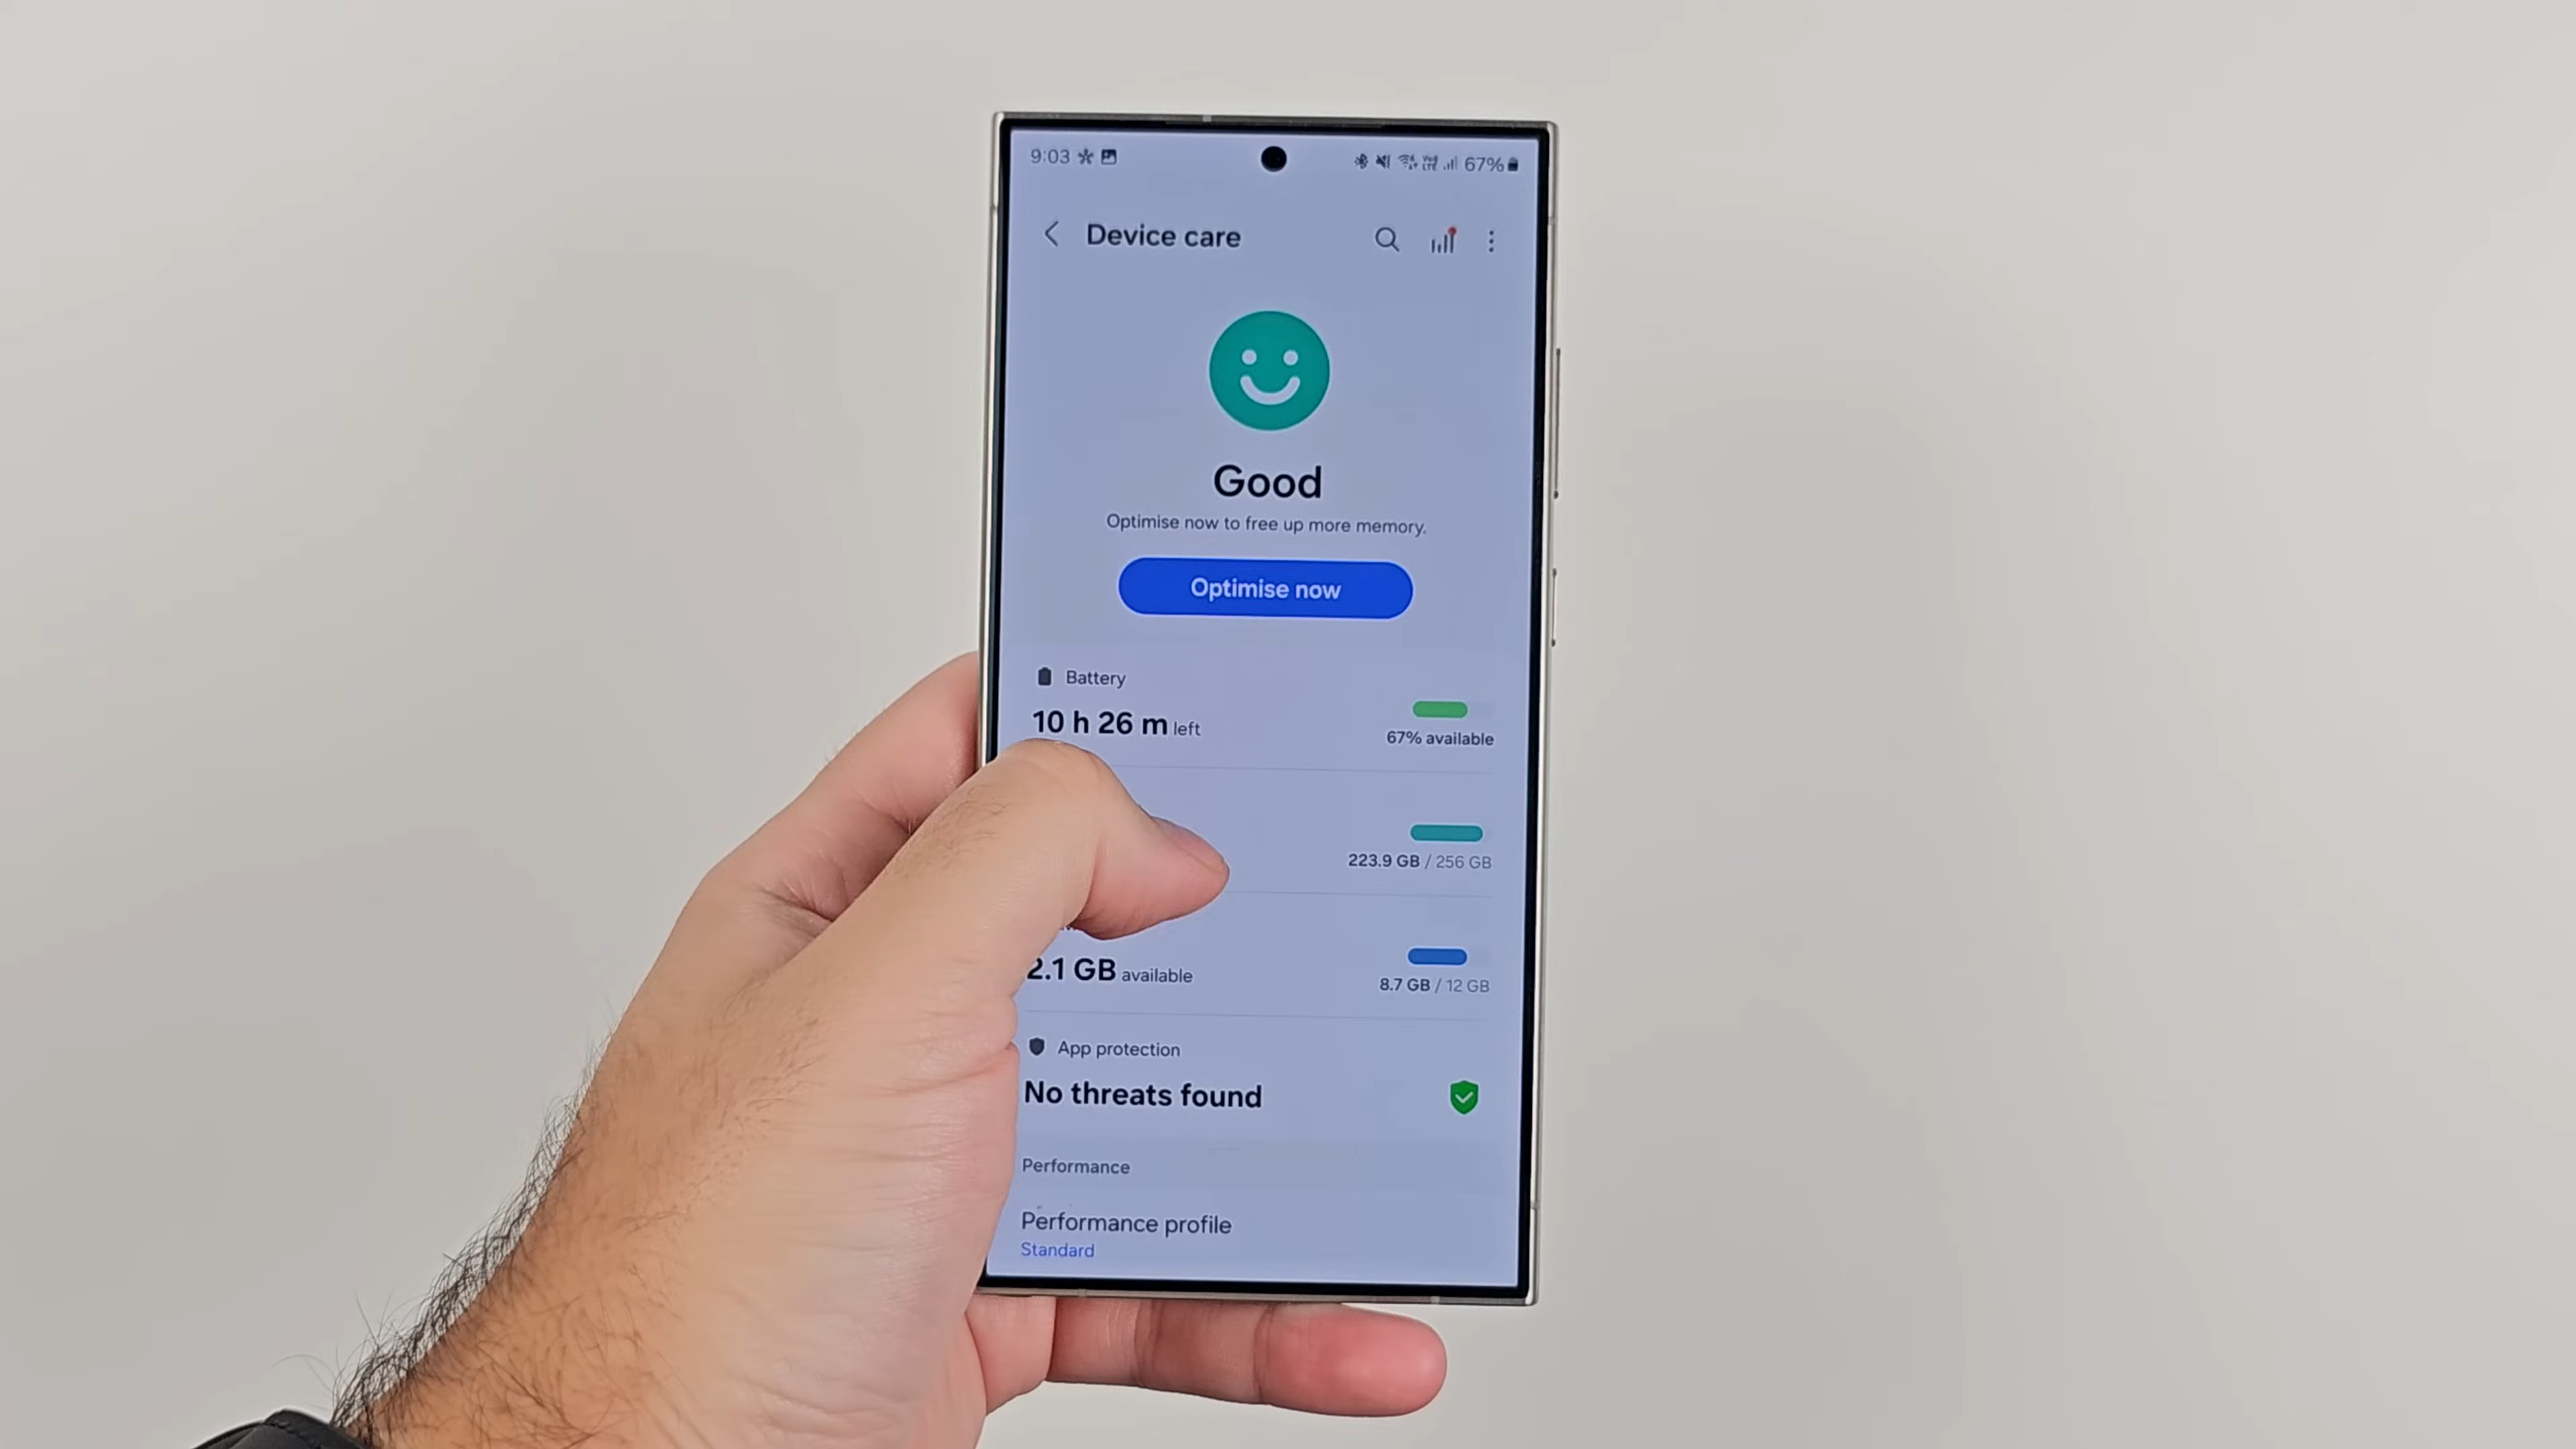 9:03
67%
Device care
Good
Optimise now to free up more memory.
Optimise now
Battery
10 h 26 m left
67% available
223.9 GB / 256 GB
2.1 GB available
8.7 GB / 12 GB
App protection
No threats found
Performance
Performance profile
Standard